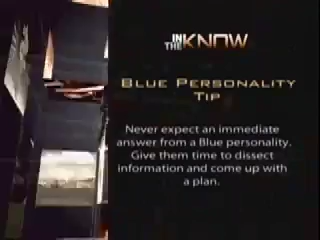 IN THE KNOW
BLUE PERSONALITY
TIP
Never expect an immediate
answer from a Blue personality.
Give them time to dissect
information and come up with
a plan.